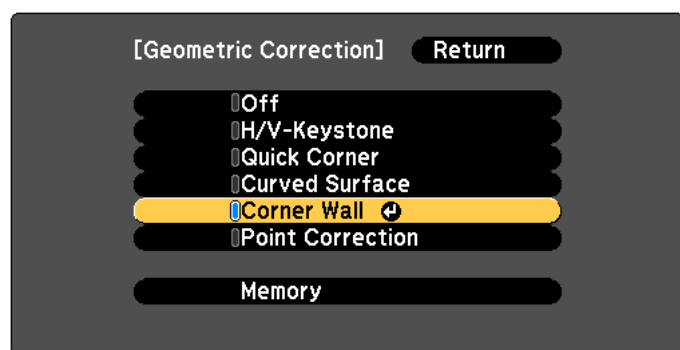 [Geometric Correction] Return
Off
H/V-Keystone
Quick Corner
Curved Surface
Corner Wall
Point Correction
Memory